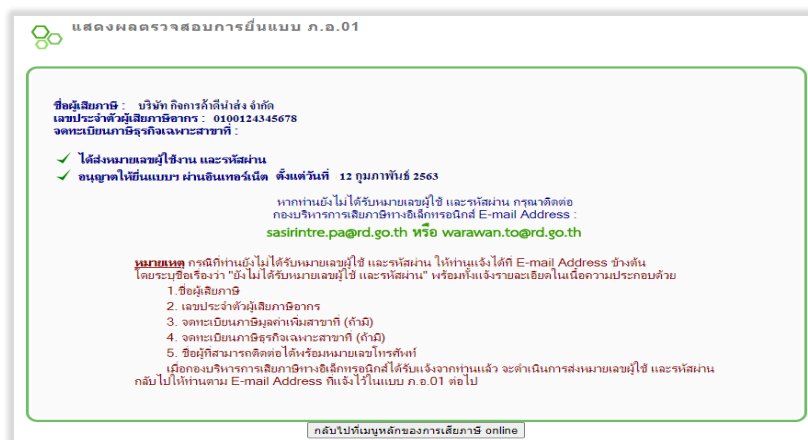 แสดงผลตรวจสอบการยื่นแบบ ภ.อ.01
ชื่อผู้เสียภาษี : บริษัท กิจการค้าดีน่าส่ง จำกัด
เลขประจำตัวผู้เสียภาษีอากร : 0100124345678
จดทะเบียนภาษีธุรกิจเฉพาะสาขาที่ :
ได้ส่งหมายเลขผู้ใช้งาน และรหัสผ่าน
อนุญาตให้ยื่นแบบฯ ผ่านอินเทอร์เน็ต ตั้งแต่วันที่ 12 กุมภาพันธ์ 2563
หากท่านยังไม่ได้รับหมายเลขผู้ใช้ และรหัสผ่าน กรุณาติดต่อ
กองบริหารการเสียภาษีทางอิเล็กทรอนิกส์ E-mail Address :
sasirintre.pa@rd.go.th หรือ warawan.to@rd.go.th
หมายเหตุ กรณีที่ท่านยังไม่ได้รับหมายเลขผู้ใช้ และรหัสผ่าน ให้ท่านแจ้งได้ที่ E-mail Address ข้างต้น
โดยระบุชื่อเรื่องว่า "ยังไม่ได้รับหมายเลขผู้ใช้ และรหัสผ่าน" พร้อมทั้งแจ้งรายละเอียดในเนื้อความประกอบด้วย
1.ชื่อผู้เสียภาษี
2. เลขประจำตัวผู้เสียภาษีอากร
3. จดทะเบียนภาษีมูลค่าเพิ่มสาขาที่ (ถ้ามี)
4. จดทะเบียนภาษีธุรกิจเฉพาะสาขาที่ (ถ้ามี)
5. ชื่อผู้ที่สามารถติดต่อได้พร้อมหมายเลขโทรศัพท์
เมื่อกองบริหารการเสียภาษีทางอิเล็กทรอนิกส์ได้รับแจ้งจากท่านแล้ว จะดำเนินการส่งหมายเลขผู้ใช้ และรหัสผ่าน
กลับไปให้ท่านตาม E-mail Address ที่แจ้งไว้ในแบบ ภ.อ.01 ต่อไป
กลับไปที่เมนูหลักของการเสียภาษี online